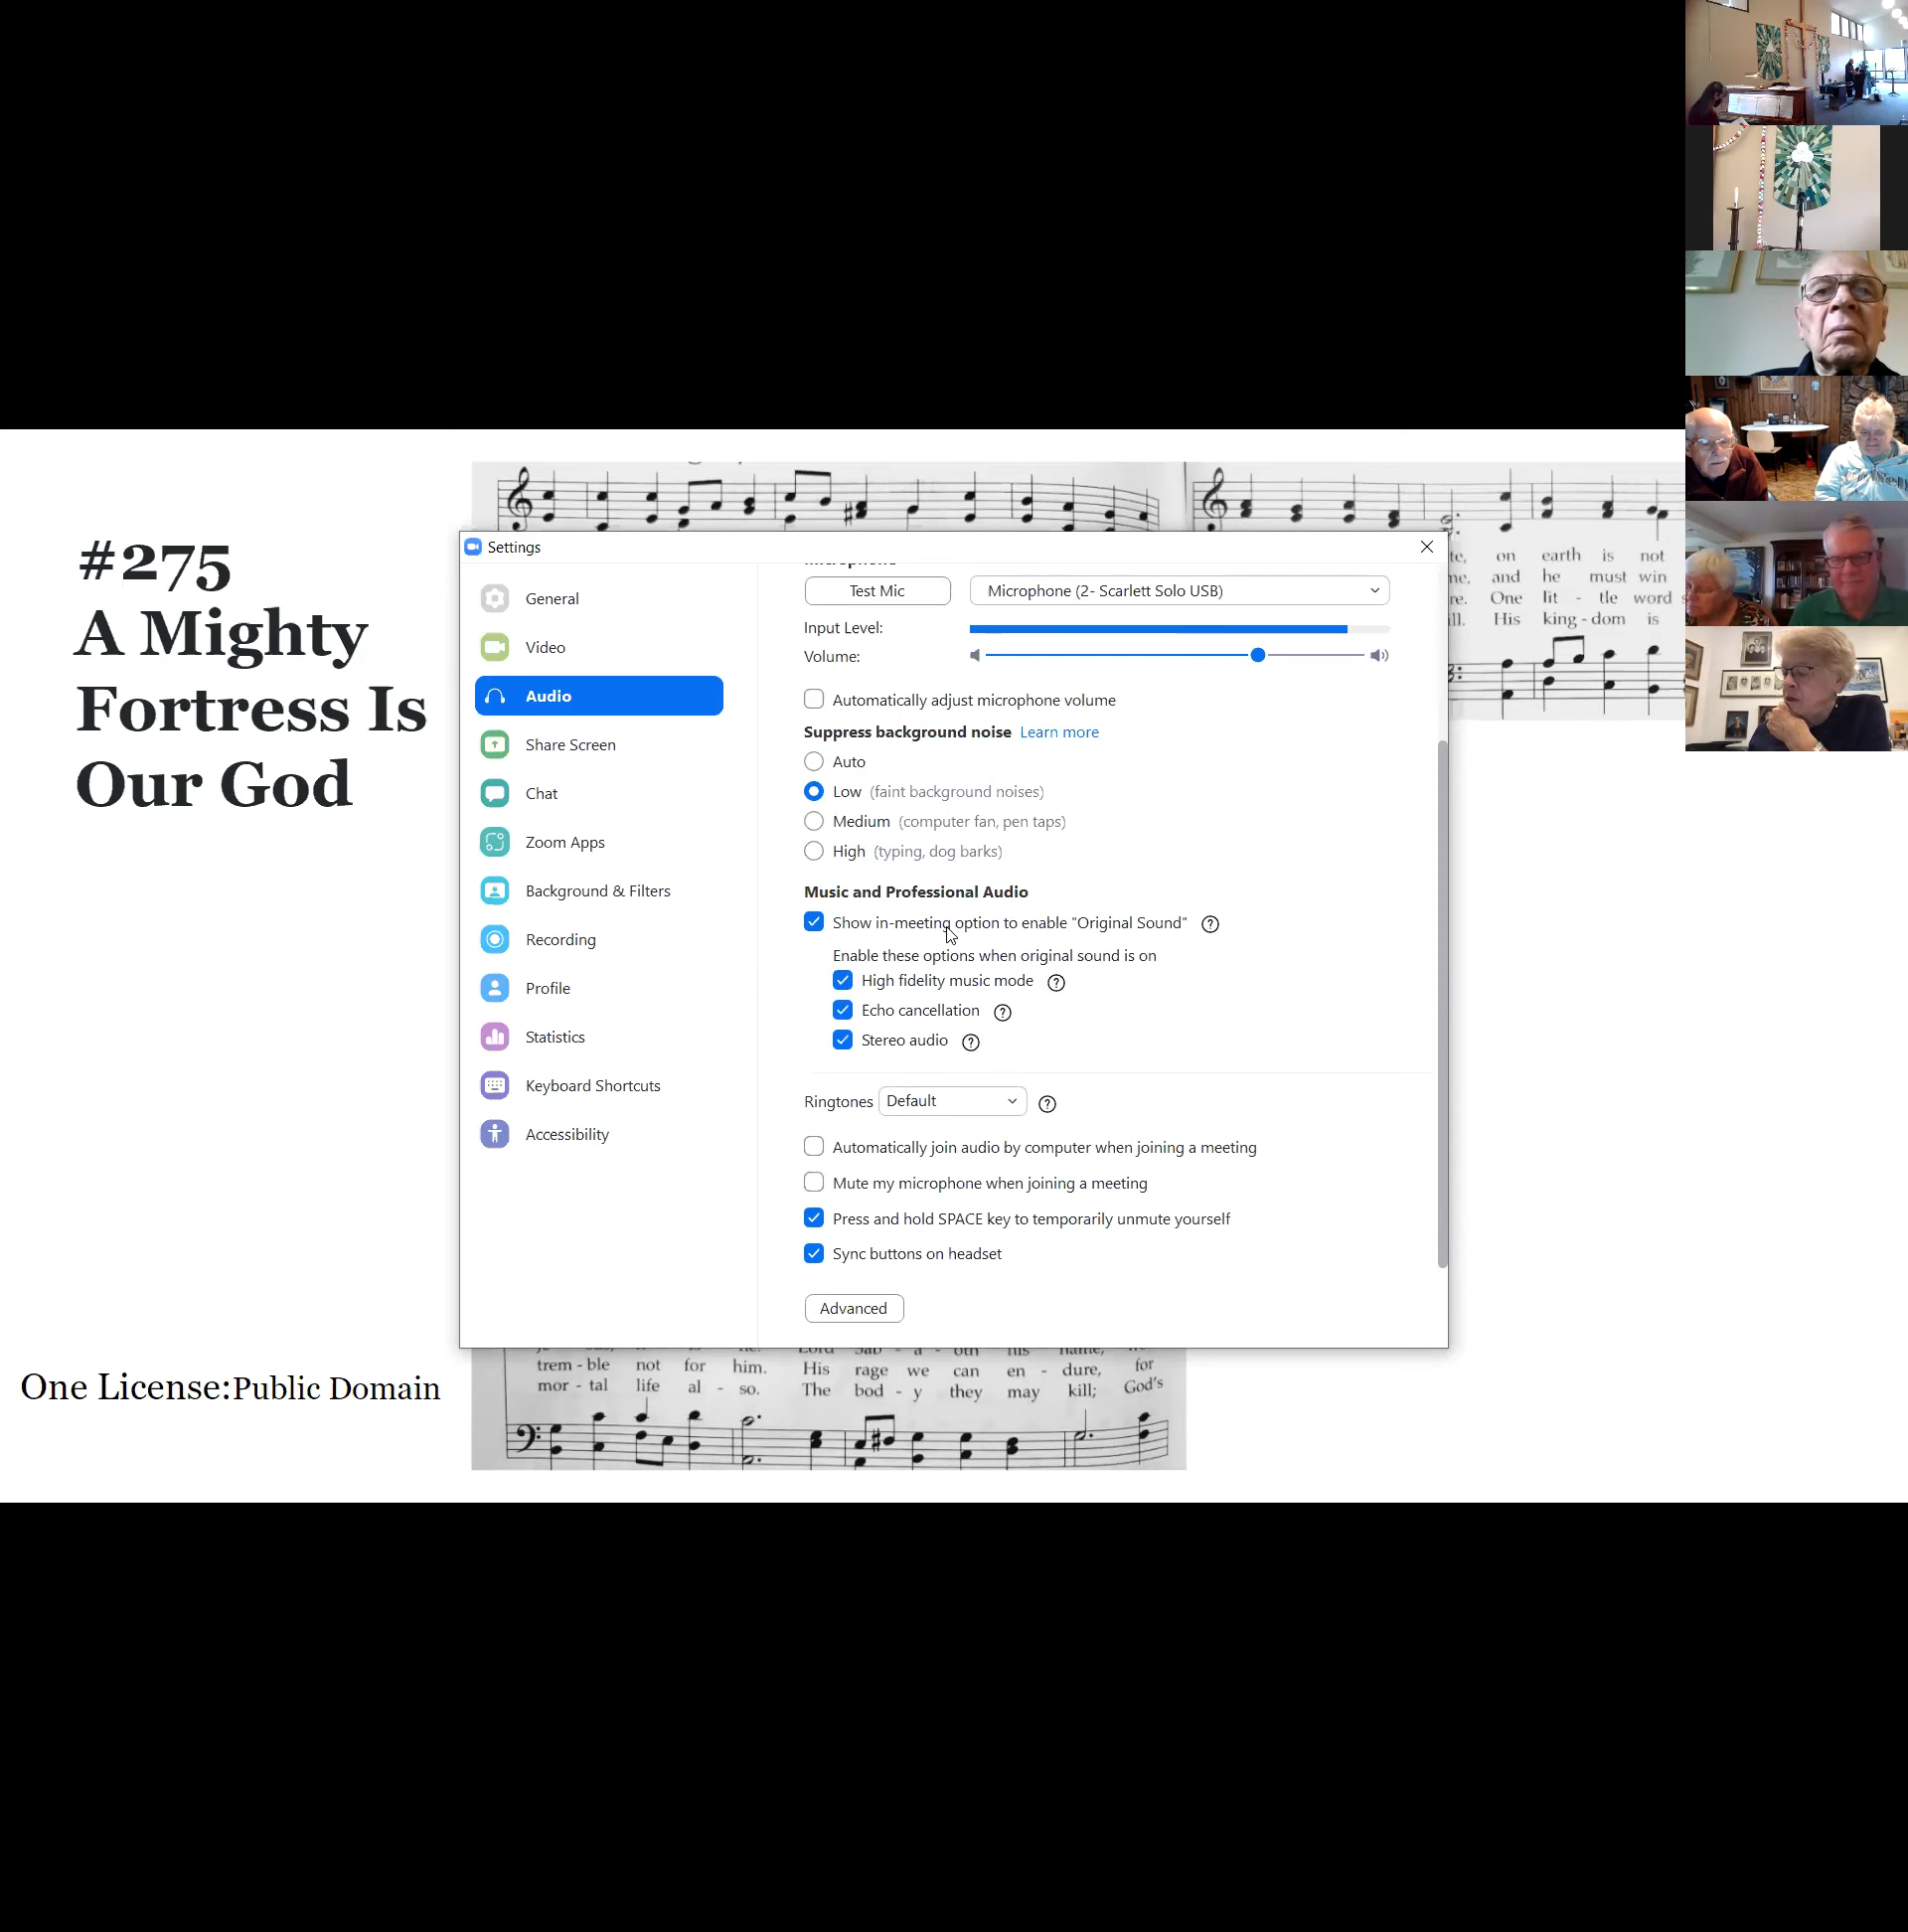 #275
A Mighty
Fortress Is
Our God
One License:Public Domain
on earth is not
and he must win
One lit - tle word
His king - dom is
Settings
General
Video
Audio
Share Screen
Chat
Zoom Apps
Background & Filters
Recording
Profile
Statistics
Keyboard Shortcuts
Accessibility
Test Mic
Microphone (2- Scarlett Solo USB)
Input Level:
Volume:
Automatically adjust microphone volume
Suppress background noise Learn more
Auto
Low (faint background noises)
Medium (computer fan, pen taps)
High (typing, dog barks)
Music and Professional Audio
Show in-meeting option to enable "Original Sound"
Enable these options when original sound is on
High fidelity music mode
Echo cancellation
Stereo audio
Ringtones Default
Automatically join audio by computer when joining a meeting
Mute my microphone when joining a meeting
Press and hold SPACE key to temporarily unmute yourself
Sync buttons on headset
Advanced
trem - ble not for him. His rage we can en - dure, for
mor - tal life al - so. The bod - y they may kill; God's